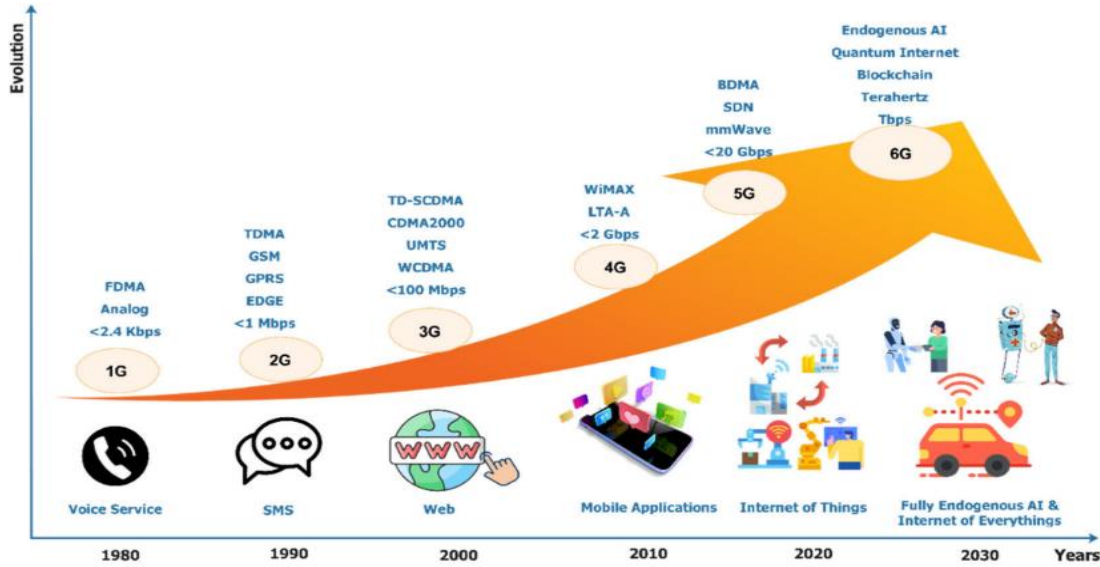 Evolution
Endogenous AI
Quantum Internet
Blockchain
Terahertz
Tbps
6G
BDMA
SDN
mmWave
<20 Gbps
5G
WiMAX
LTA-A
<2 Gbps
4G
TD-SCDMA
CDMA2000
UMTS
WCDMA
<100 Mbps
3G
TDMA
GSM
GPRS
EDGE
<1 Mbps
2G
FDMA
Analog
<2.4 Kbps
1G
WWW
Voice Service
SMS
Web
Mobile Applications
Internet of Things
Fully Endogenous AI &
Internet of Everythings
1980 1990 2000 2010 2020 2030 Years